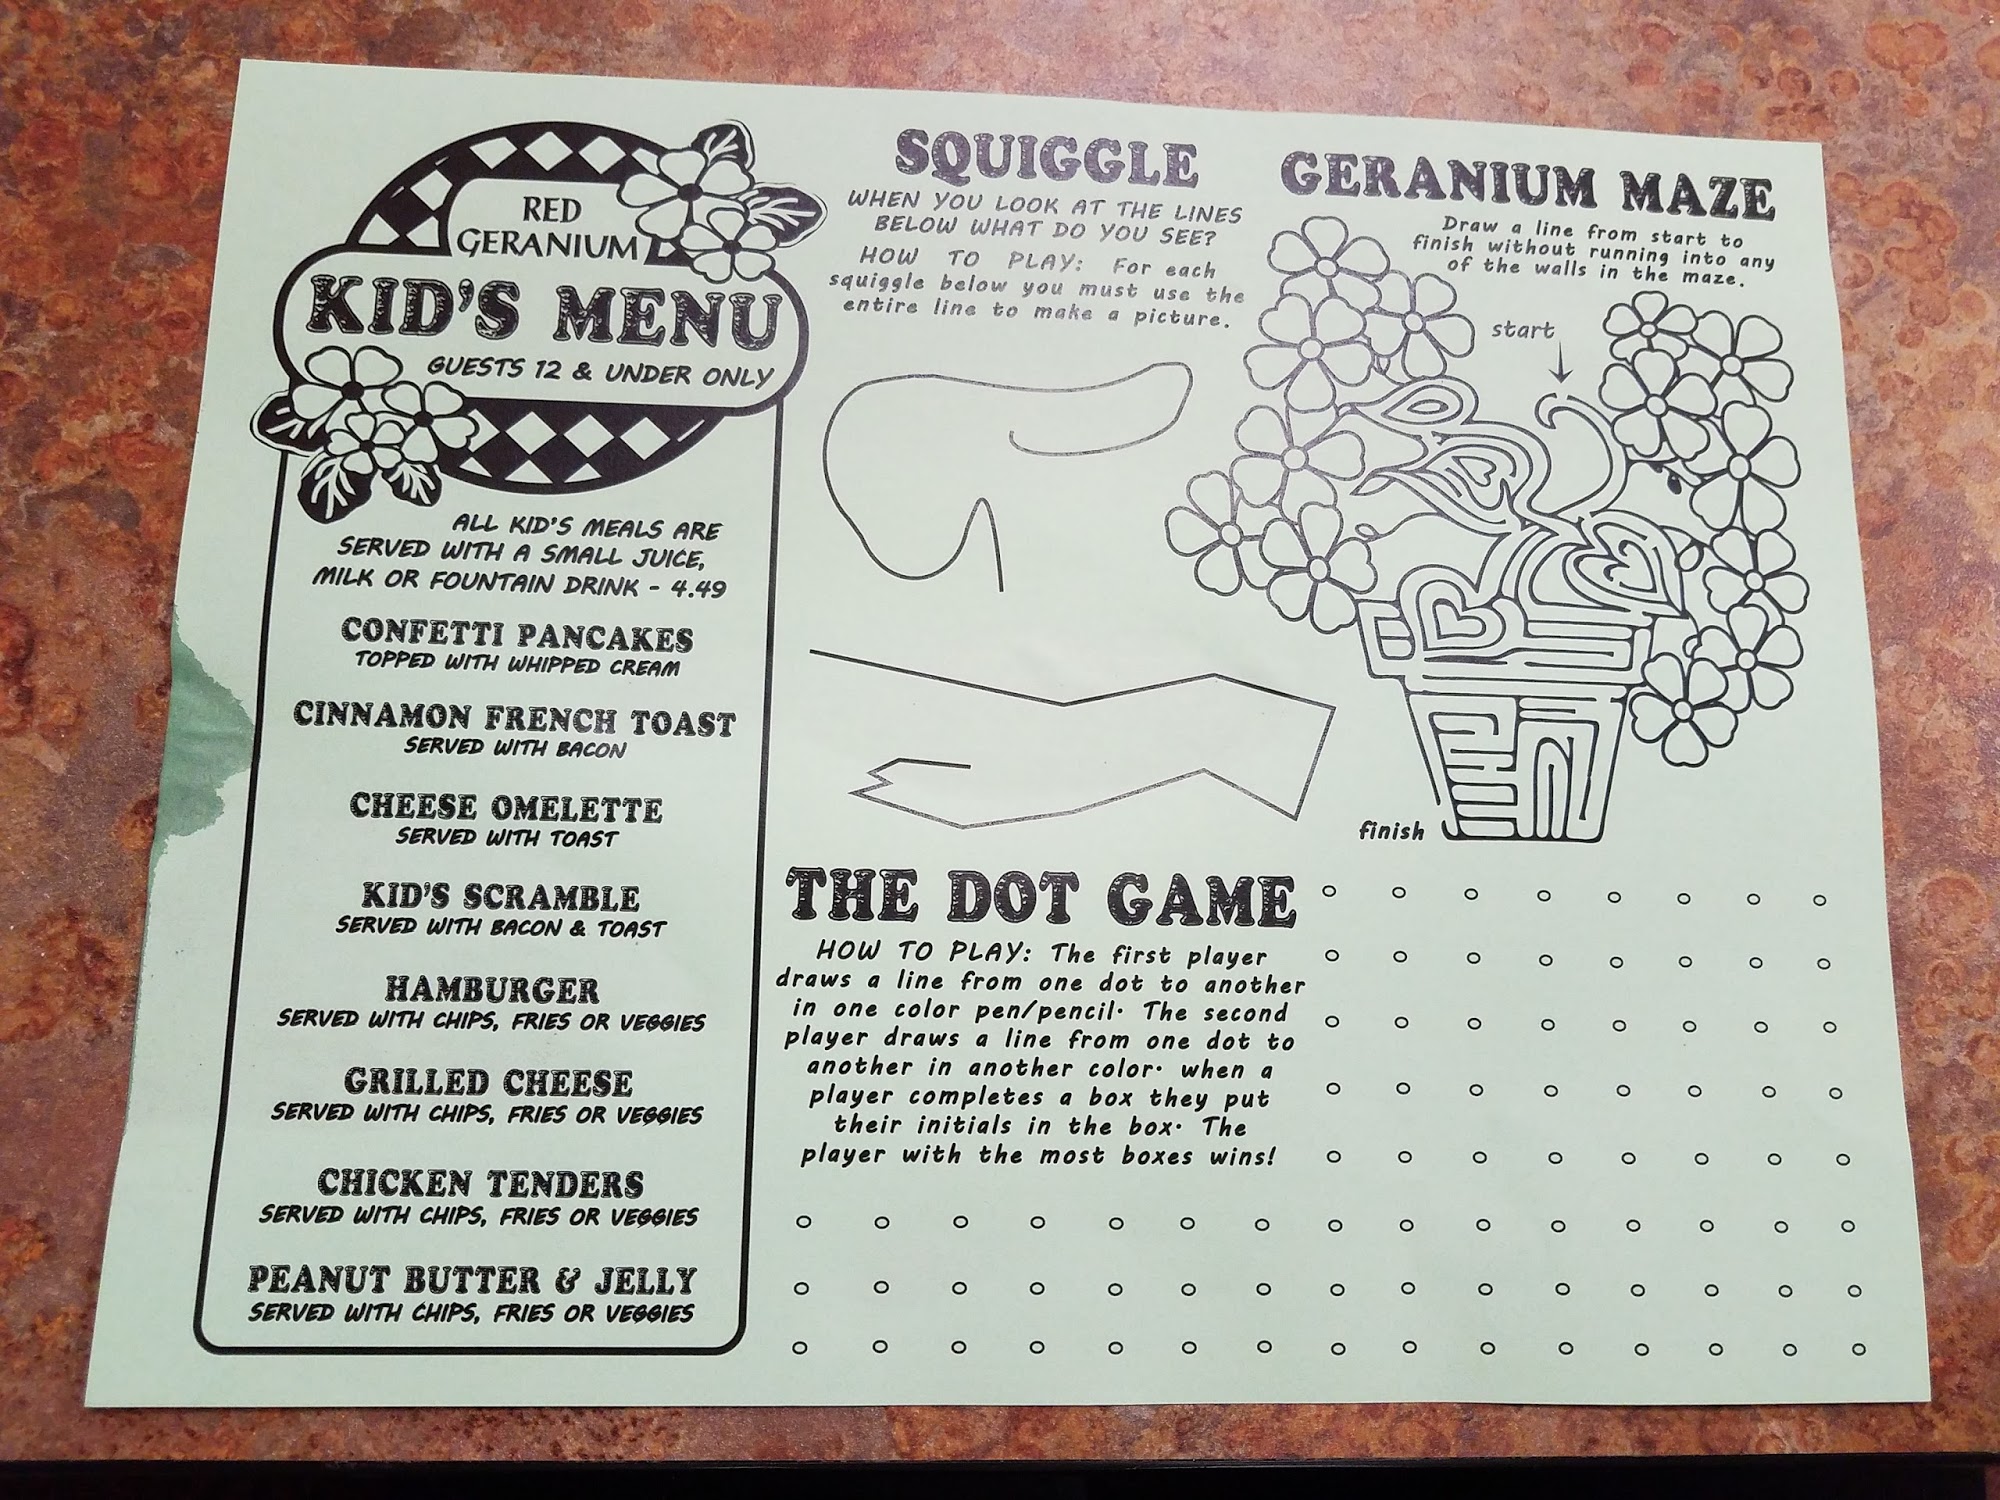 RED
GERANIUM
KID'S MENU
GUESTS 12 & UNDER ONLY
ALL KID'S MEALS ARE
SERVED WITH A SMALL JUICE,
MILK OR FOUNTAIN DRINK - 4.49
CONFETTI PANCAKES
TOPPED WITH WHIPPED CREAM
CINNAMON FRENCH TOAST
SERVED WITH BACON
CHEESE OMELETTE
SERVED WITH TOAST
KID'S SCRAMBLE
SERVED WITH BACON & TOAST
HAMBURGER
SERVED WITH CHIPS, FRIES OR VEGGIES
GRILLED CHEESE
SERVED WITH CHIPS, FRIES OR VEGGIES
CHICKEN TENDERS
SERVED WITH CHIPS, FRIES OR VEGGIES
PEANUT BUTTER & JELLY
SERVED WITH CHIPS, FRIES OR VEGGIES
SQUIGGLE
WHEN YOU LOOK AT THE LINES
BELOW WHAT DO YOU SEE?
HOW TO PLAY: For each
squiggle below you must use the
entire line to make a picture.
GERANIUM MAZE
Draw a line from start to
finish without running into any
of the walls in the maze.
start
finish
THE DOT GAME
HOW TO PLAY: The first player
draws a line from one dot to another
in one color pen/pencil. The second
player draws a line from one dot to
another in another color. when a
player completes a box they put
their initials in the box. The
player with the most boxes wins!